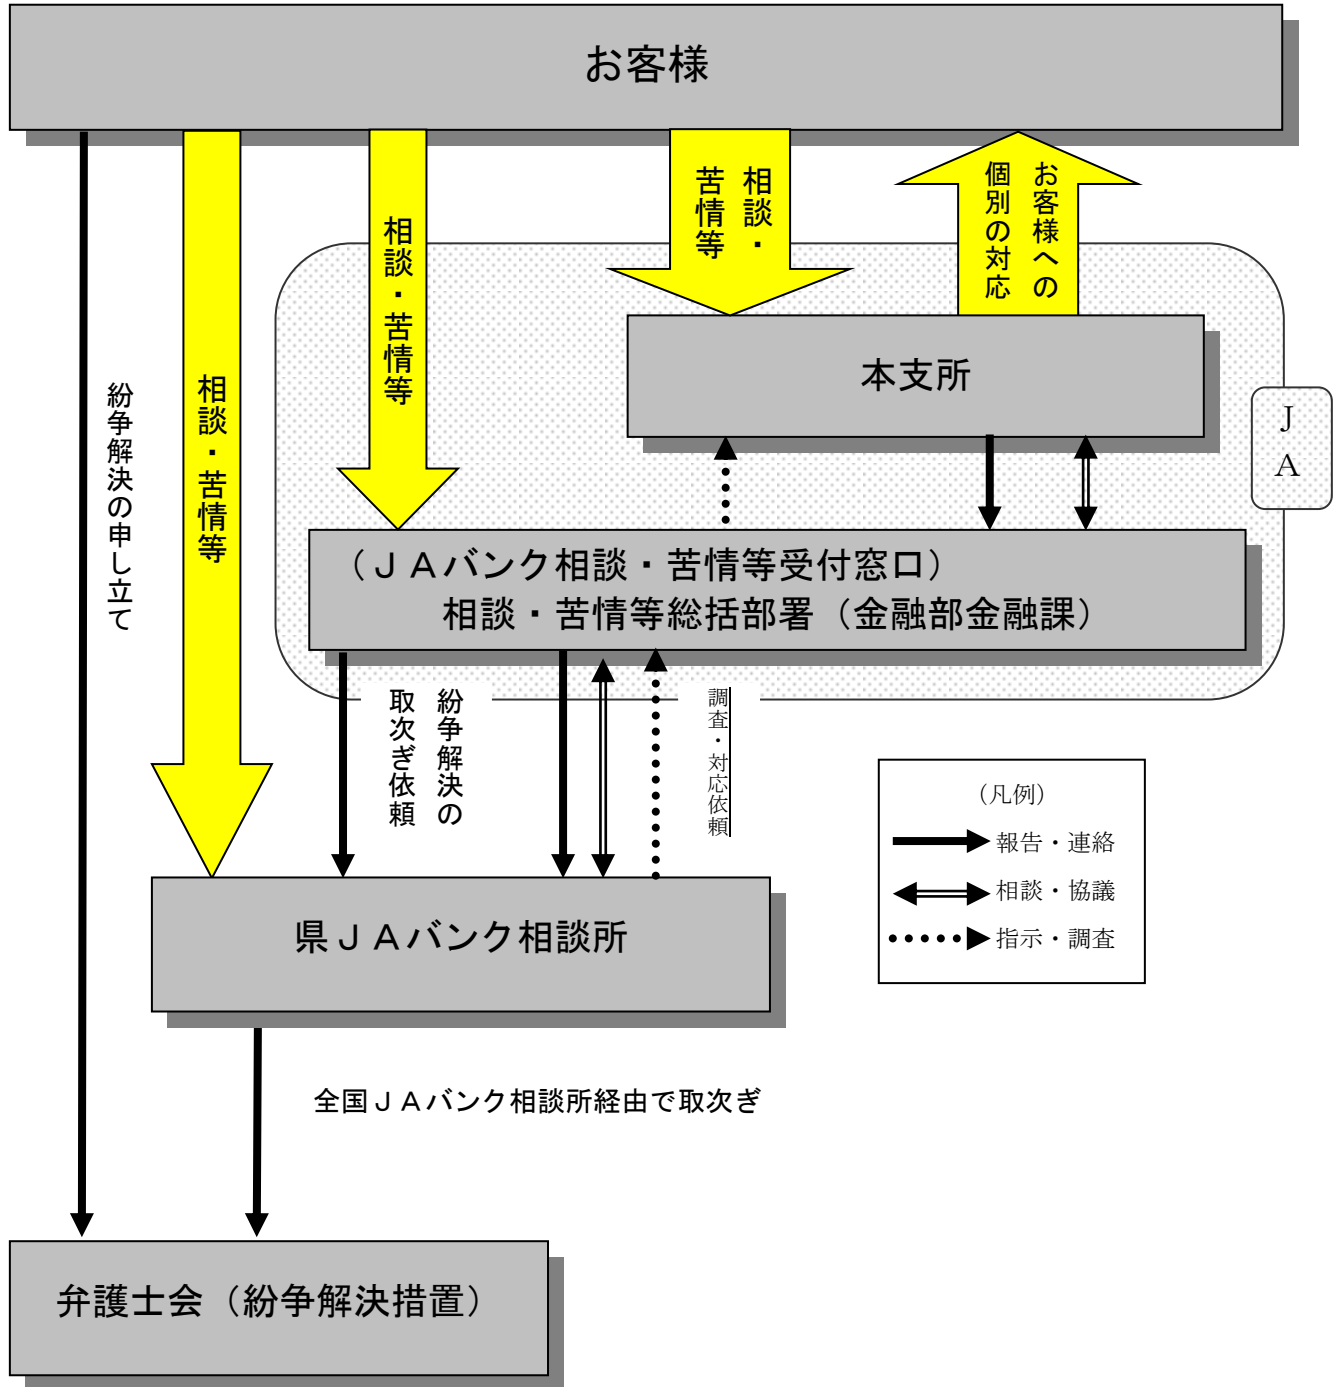 お客様
相談・
苦情等
お客様への
個別の対応
相談・苦情等
相談・苦情等
紛争解決の申し立て
本支所
ＪＡ
（ＪＡバンク相談・苦情等受付窓口）
相談・苦情等総括部署（金融部金融課）
紛争解決の
取次ぎ依頼
調査・対応依頼
（凡例）
報告・連絡
相談・協議
指示・調査
県ＪＡバンク相談所
全国ＪＡバンク相談所経由で取次ぎ
弁護士会（紛争解決措置）